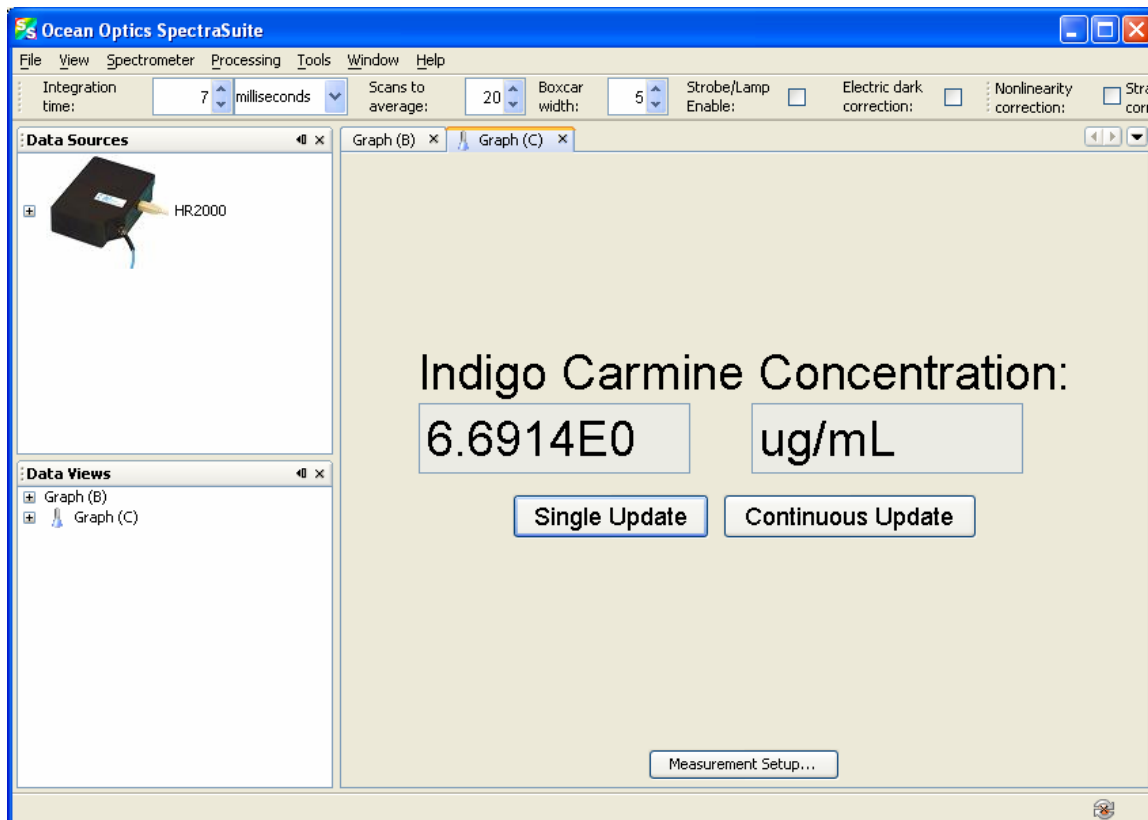 Ocean Optics SpectraSuite
File View Spectrometer Processing Tools Window Help
Integration time: 7 milliseconds Scans to average: 20 Boxcar width: 5 Strobe/Lamp Enable: Electric dark correction: Nonlinearity correction:
Data Sources
HR2000
Graph (B) Graph (C)
Indigo Carmine Concentration:
6.6914E0 ug/mL
Single Update Continuous Update
Measurement Setup...
Data Views
Graph (B)
Graph (C)